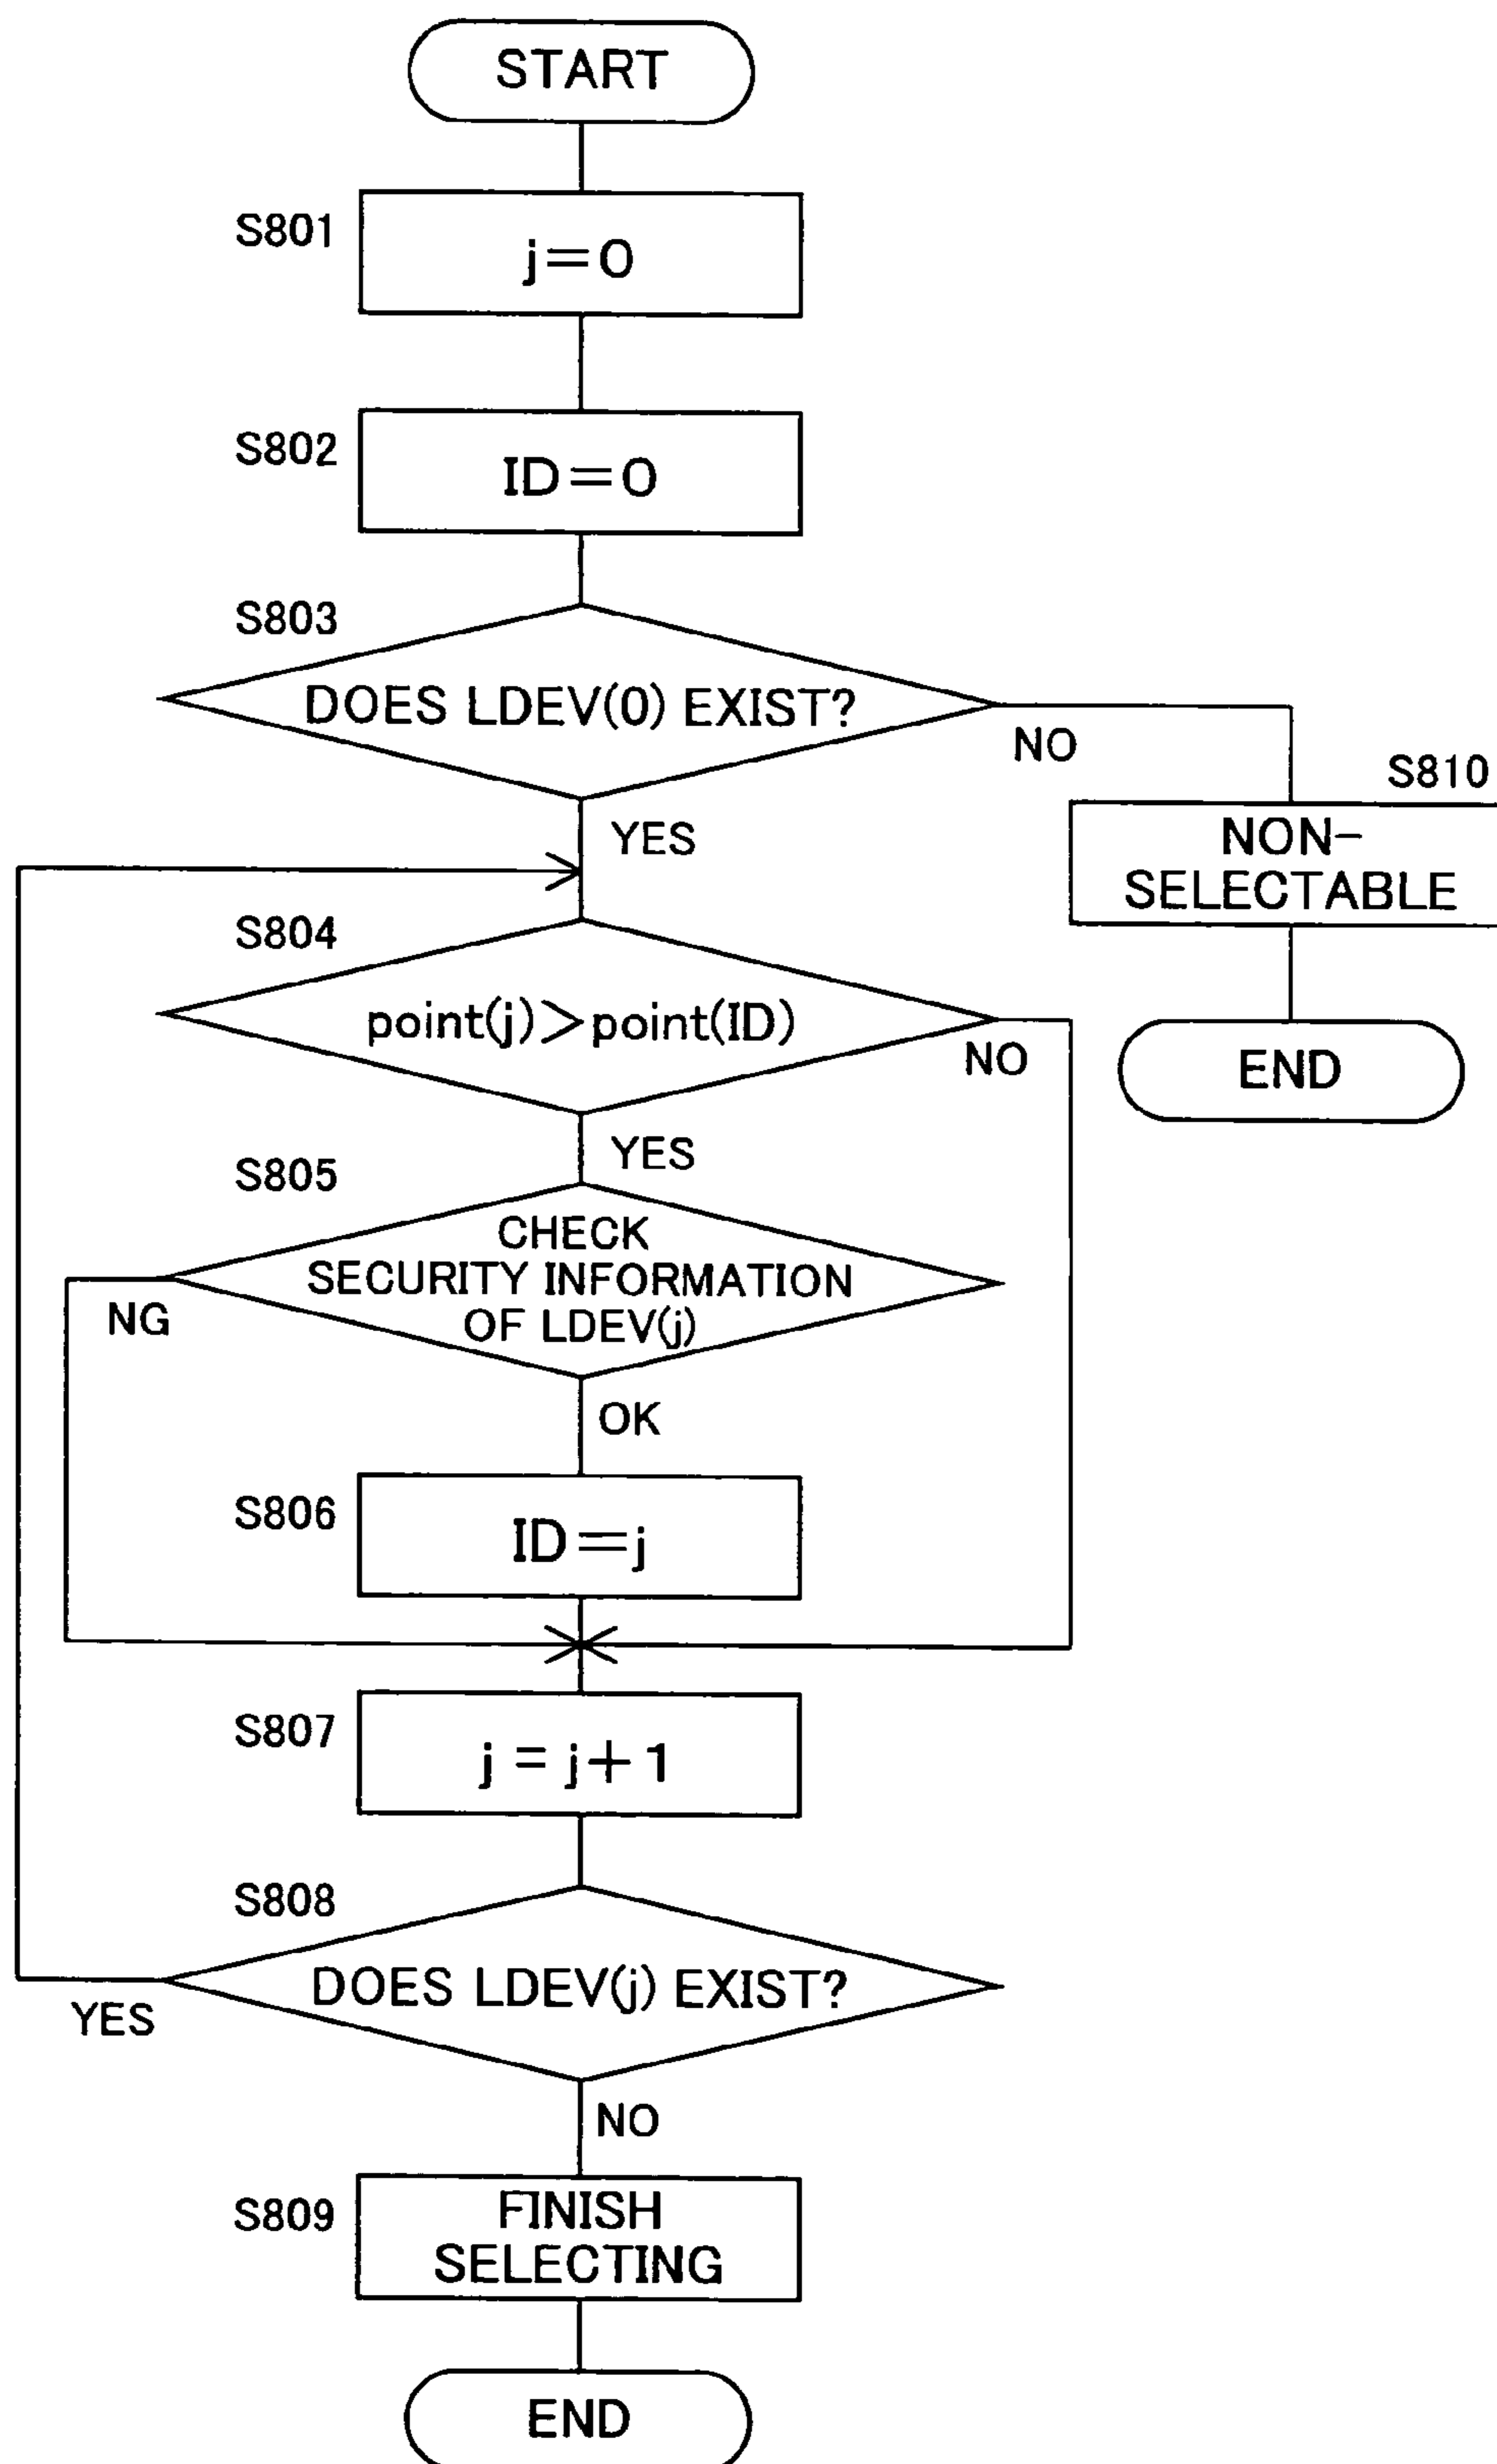 START
S801
j=0
S802
ID=0
S803
DOES LDEV(0) EXIST?
NO
S810
YES
NON-
SELECTABLE
S804
point(j)>point(ID)
NO
END
YES
S805
CHECK
SECURITY INFORMATION
OF LDEV(j)
NG
OK
S806
ID=j
S807
j = j+1
S808
DOES LDEV(j) EXIST?
YES
NO
S809
FINISH
SELECTING
END